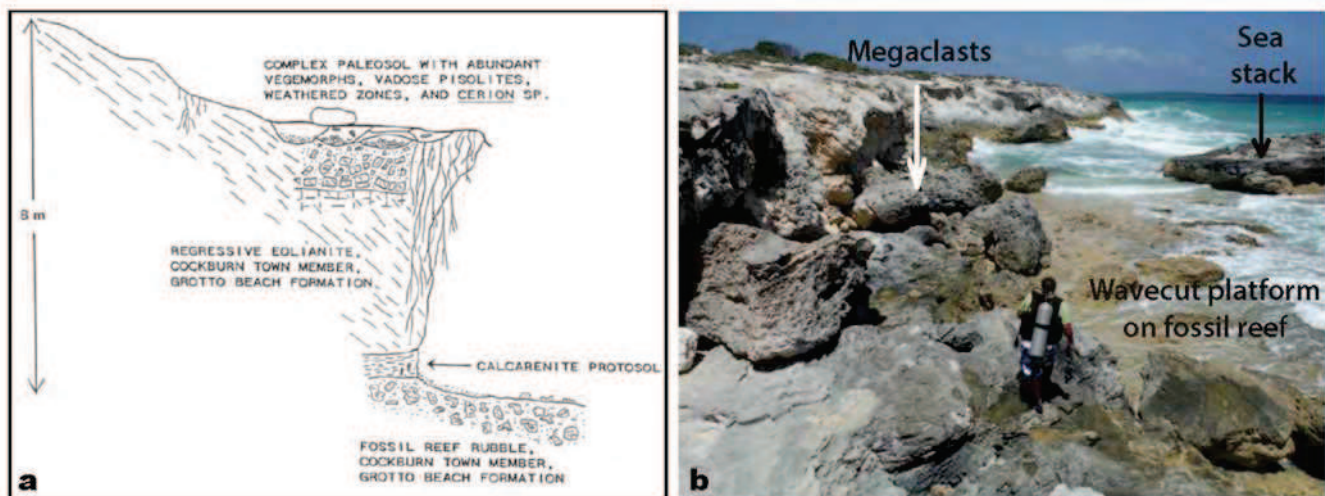 COMPLEX PALEOSOL WITH ABUNDANT
VEGEMORPHS, VADOSE PISOLITES,
WEATHERED ZONES, AND CERION SP.
8 m
REGRESSIVE EOLIANITE,
COCKBURN TOWN MEMBER,
GROTTO BEACH FORMATION
CALCARENITE PROTOSOL
FOSSIL REEF RUBBLE,
COCKBURN TOWN MEMBER,
GROTTO BEACH FORMATION
a
Megaclasts
Sea
stack
Wavecut platform
on fossil reef
b